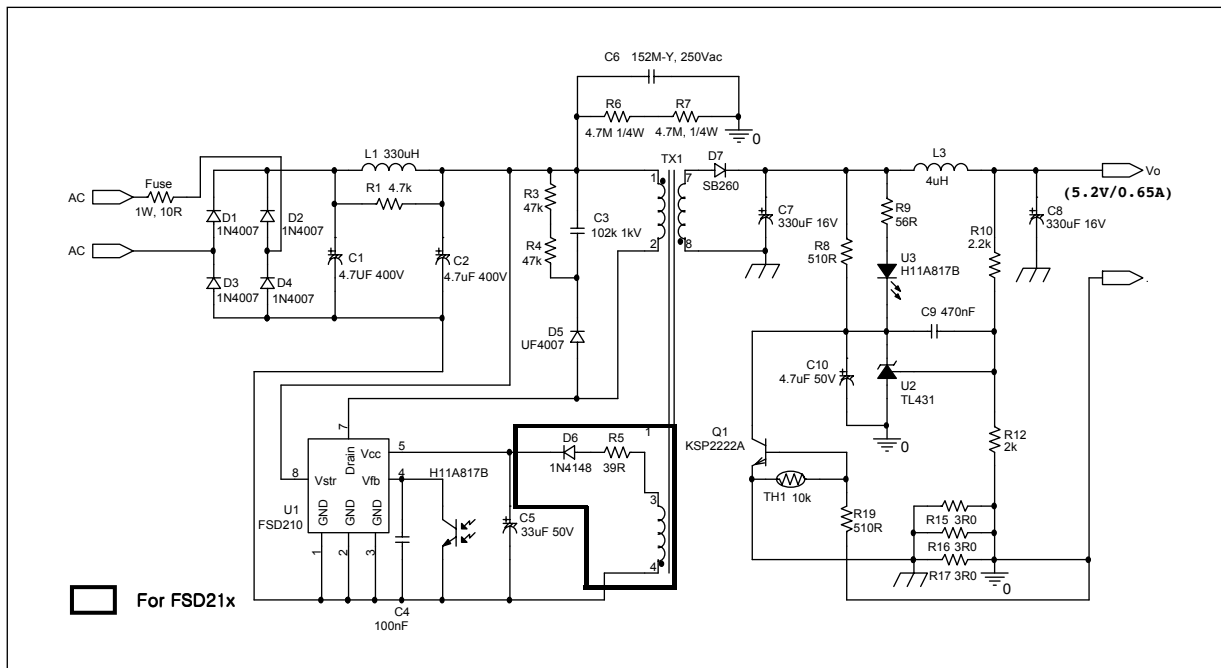 C6 152M-Y, 250Vac
R6 R7
4.7M 1/4W 4.7M, 1/4W
0
L1 330uH
TX1
D7
L3
AC
Fuse
1 7
SB260
4uH
Vo
(5.2V/0.65A)
R1 4.7k
1W, 10R
R3
47k
C3
102k 1kV
C7
330uF 16V
R9
56R
C8
330uF 16V
D1
1N4007
D2
1N4007
AC
R4
47k
2 8
R8
510R
R10
2.2k
U3
H11A817B
C1
4.7UF 400V
C2
4.7uF 400V
D3
1N4007
D4
1N4007
C9 470nF
D5
UF4007
C10
4.7uF 50V
U2
TL431
7
Drain
Vcc
5
1
D6
1N4148
R5
39R
Q1
KSP2222A
0
R12
2k
8
Vstr
Vfb
4
H11A817B
U1
FSD210
GND
GND
GND
3
TH1 10k
C5
33uF 50V
R19
510R
R15 3R0
R16 3R0
R17 3R0
1
2
3
4
0
C4
100nF
For FSD21x
.